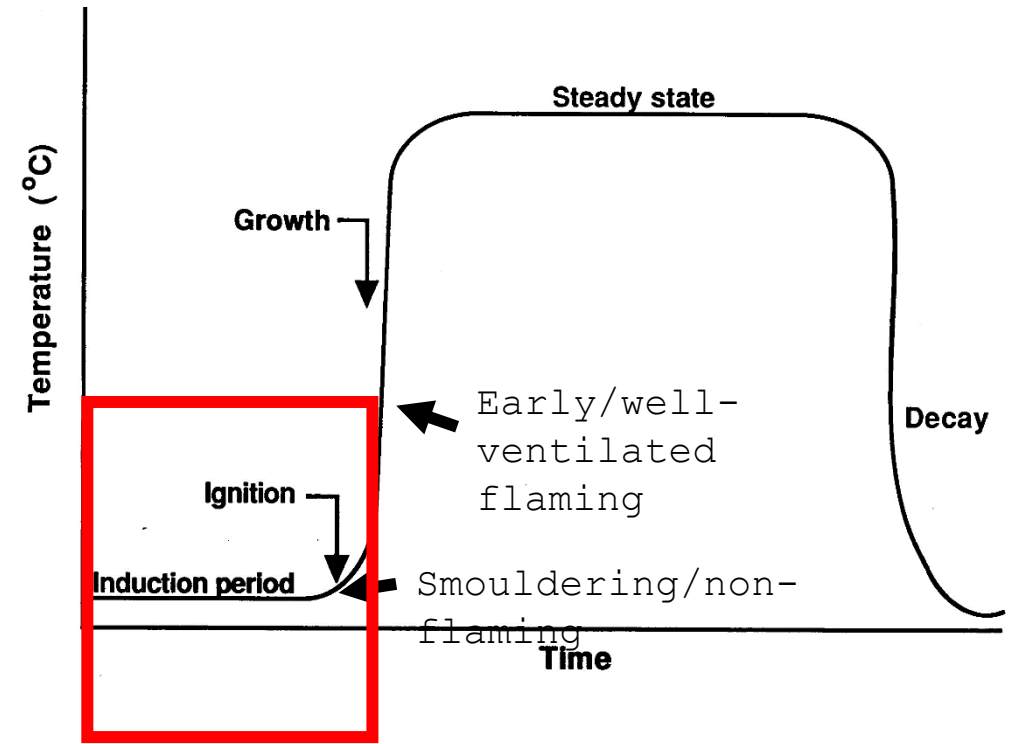 Steady state
Temperature (°C)
Growth
Early/well-
ventilated
flaming
Decay
Ignition
Induction period
Smouldering/non-
flaming
Time